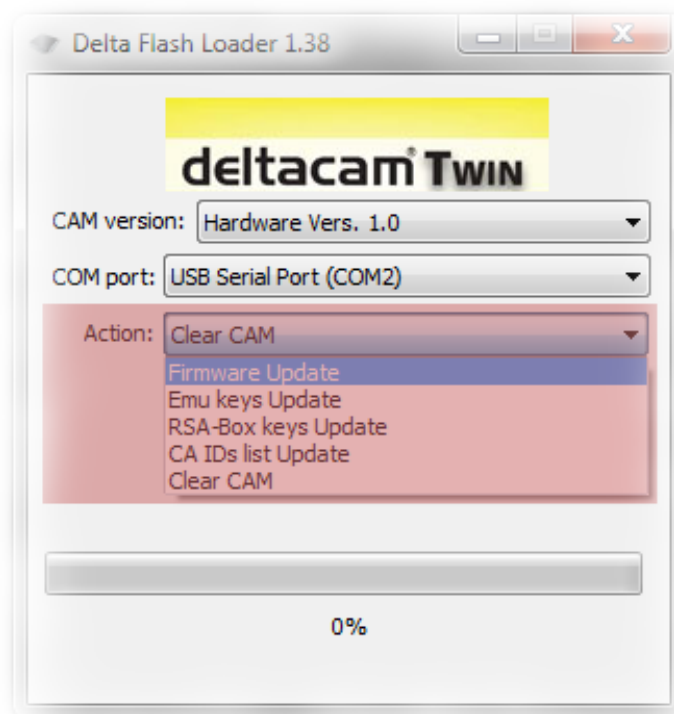 Delta Flash Loader 1.38
deltacam® TWIN
CAM version: Hardware Vers. 1.0
COM port: USB Serial Port (COM2)
Action: Clear CAM
Firmware Update
Emu keys Update
RSA-Box keys Update
CA IDs list Update
Clear CAM
0%